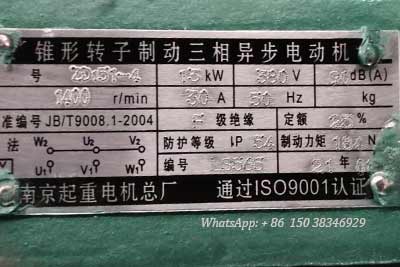 锥形转子制动三相异步电动机
号 ZD151-4 15 kW 380 V dB(A)
1400 r/min 30 A 50 Hz kg
准编号 JB/T9008.1-2004 级绝缘 定额 25%
法 W2 U2 V2 防护等级 IP 54 制动力矩 N
U1 V1 W1 编号 21年
南京起重电机总厂 通过ISO9001认证
WhatsApp: + 86 150 38346929